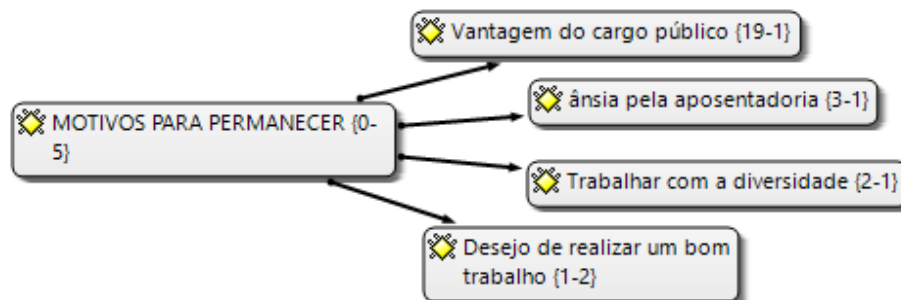 Vantagem do cargo público {19-1}
ânsia pela aposentadoria {3-1}
MOTIVOS PARA PERMANECER {0-
5}
Trabalhar com a diversidade {2-1}
Desejo de realizar um bom
trabalho {1-2}